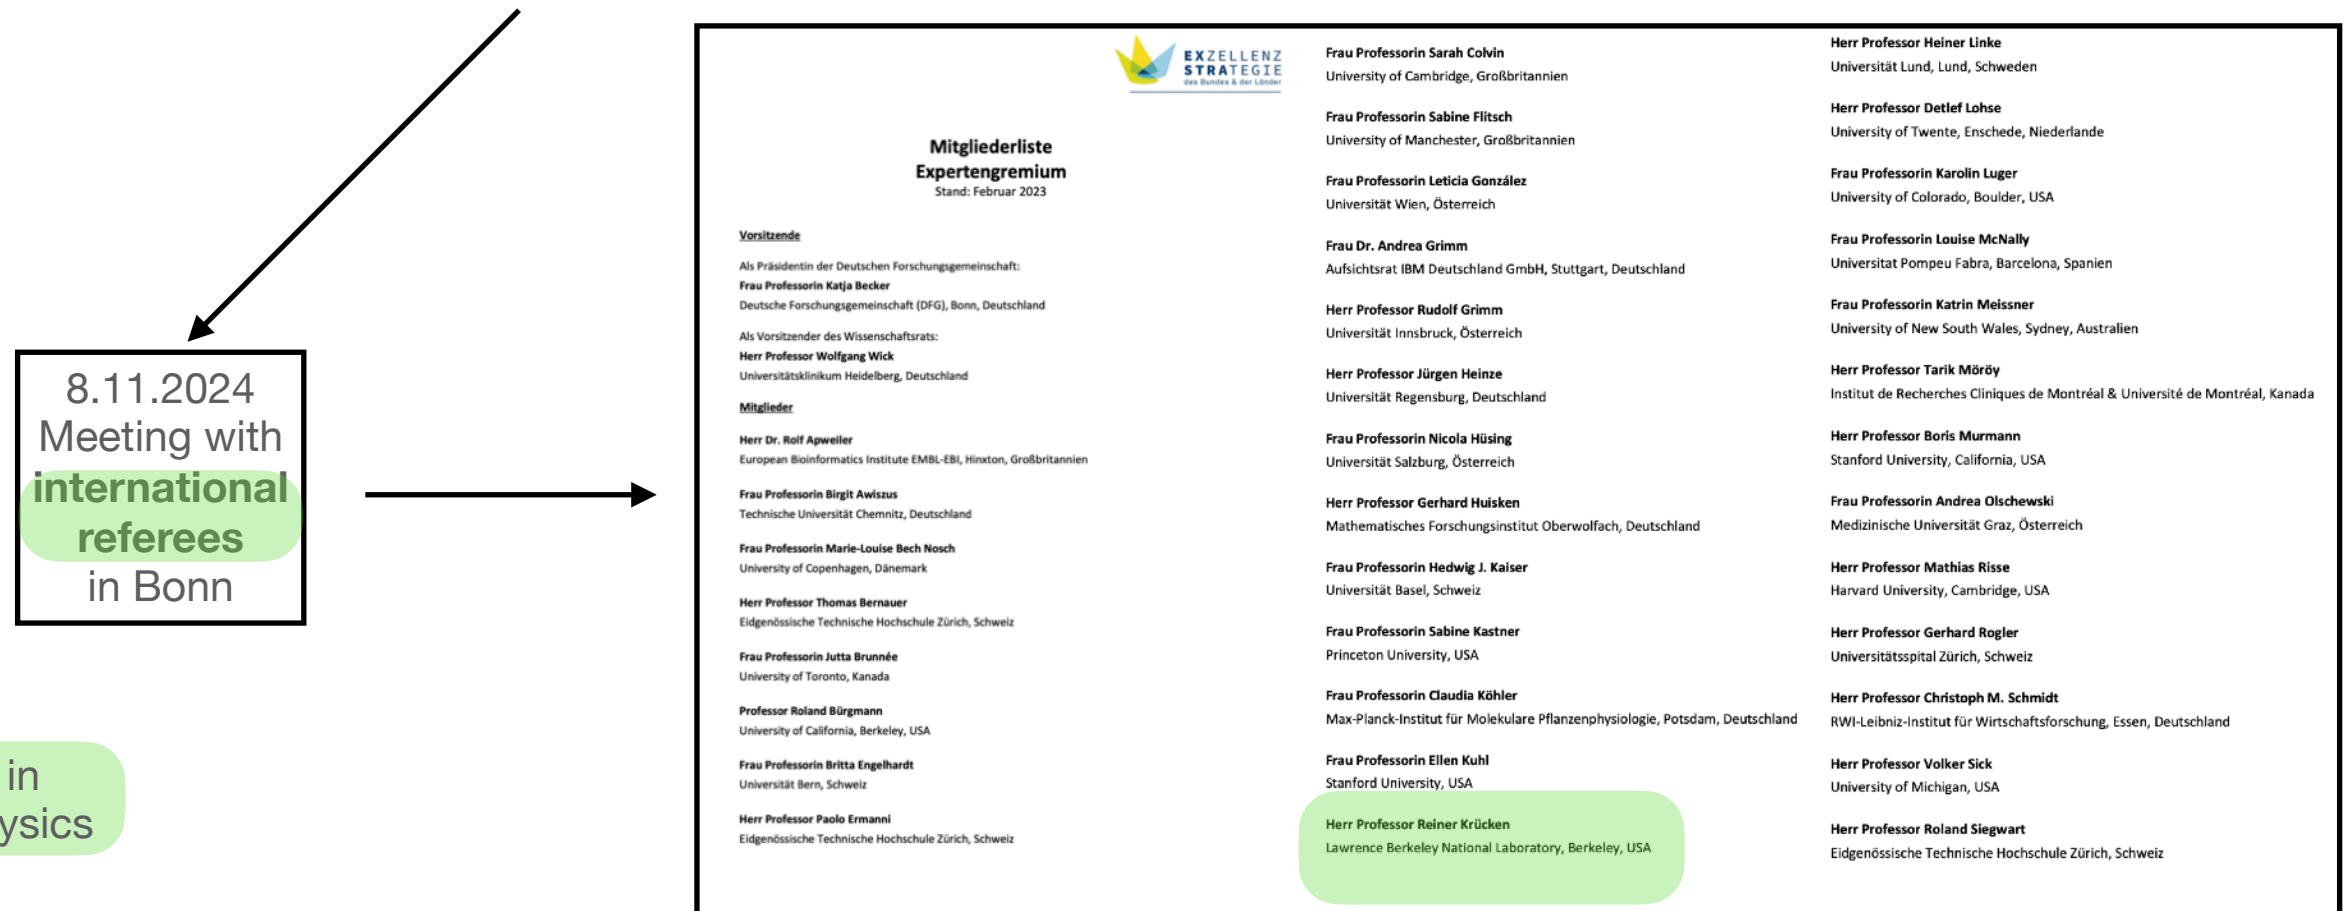 8.11.2024
Meeting with
international
referees
in Bonn
in
ysics
EXZELLENZ
STRATEGIE
des Bundes & der Länder
Mitgliederliste
Expertengremium
Stand: Februar 2023
Vorsitzende
Als Präsidentin der Deutschen Forschungsgemeinschaft:
Frau Professorin Katja Becker
Deutsche Forschungsgemeinschaft (DFG), Bonn, Deutschland
Als Vorsitzender des Wissenschaftsrats:
Herr Professor Wolfgang Wick
Universitätsklinikum Heidelberg, Deutschland
Mitglieder
Herr Dr. Rolf Apweiler
European Bioinformatics Institute EMBL-EBI, Hinxton, Großbritannien
Frau Professorin Birgit Awiszus
Technische Universität Chemnitz, Deutschland
Frau Professorin Marie-Louise Bech Nosch
University of Copenhagen, Dänemark
Herr Professor Thomas Bernauer
Eidgenössische Technische Hochschule Zürich, Schweiz
Frau Professorin Jutta Brunnée
University of Toronto, Kanada
Professor Roland Bürgmann
University of California, Berkeley, USA
Frau Professorin Britta Engelhardt
Universität Bern, Schweiz
Herr Professor Paolo Ermanni
Eidgenössische Technische Hochschule Zürich, Schweiz
Frau Professorin Sarah Colvin
University of Cambridge, Großbritannien
Frau Professorin Sabine Flitsch
University of Manchester, Großbritannien
Frau Professorin Leticia González
Universität Wien, Österreich
Frau Dr. Andrea Grimm
Aufsichtsrat IBM Deutschland GmbH, Stuttgart, Deutschland
Herr Professor Rudolf Grimm
Universität Innsbruck, Österreich
Herr Professor Jürgen Heinze
Universität Regensburg, Deutschland
Frau Professorin Nicola Hüsing
Universität Salzburg, Österreich
Herr Professor Gerhard Huisken
Mathematisches Forschungsinstitut Oberwolfach, Deutschland
Frau Professorin Hedwig J. Kaiser
Universität Basel, Schweiz
Frau Professorin Sabine Kastner
Princeton University, USA
Frau Professorin Claudia Köhler
Max-Planck-Institut für Molekulare Pflanzenphysiologie, Potsdam, Deutschland
Frau Professorin Ellen Kuhl
Stanford University, USA
Herr Professor Reiner Krücken
Lawrence Berkeley National Laboratory, Berkeley, USA
Herr Professor Heiner Linke
Universität Lund, Lund, Schweden
Herr Professor Detlef Lohse
University of Twente, Enschede, Niederlande
Frau Professorin Karolin Luger
University of Colorado, Boulder, USA
Frau Professorin Louise McNally
Universitat Pompeu Fabra, Barcelona, Spanien
Frau Professorin Katrin Meissner
University of New South Wales, Sydney, Australien
Herr Professor Tarik Möröy
Institut de Recherches Cliniques de Montréal & Université de Montréal, Kanada
Herr Professor Boris Murmann
Stanford University, California, USA
Frau Professorin Andrea Olschewski
Medizinische Universität Graz, Österreich
Herr Professor Mathias Risse
Harvard University, Cambridge, USA
Herr Professor Gerhard Rogler
Universitätsspital Zürich, Schweiz
Herr Professor Christoph M. Schmidt
RWI-Leibniz-Institut für Wirtschaftsforschung, Essen, Deutschland
Herr Professor Volker Sick
University of Michigan, USA
Herr Professor Roland Siegwart
Eidgenössische Technische Hochschule Zürich, Schweiz